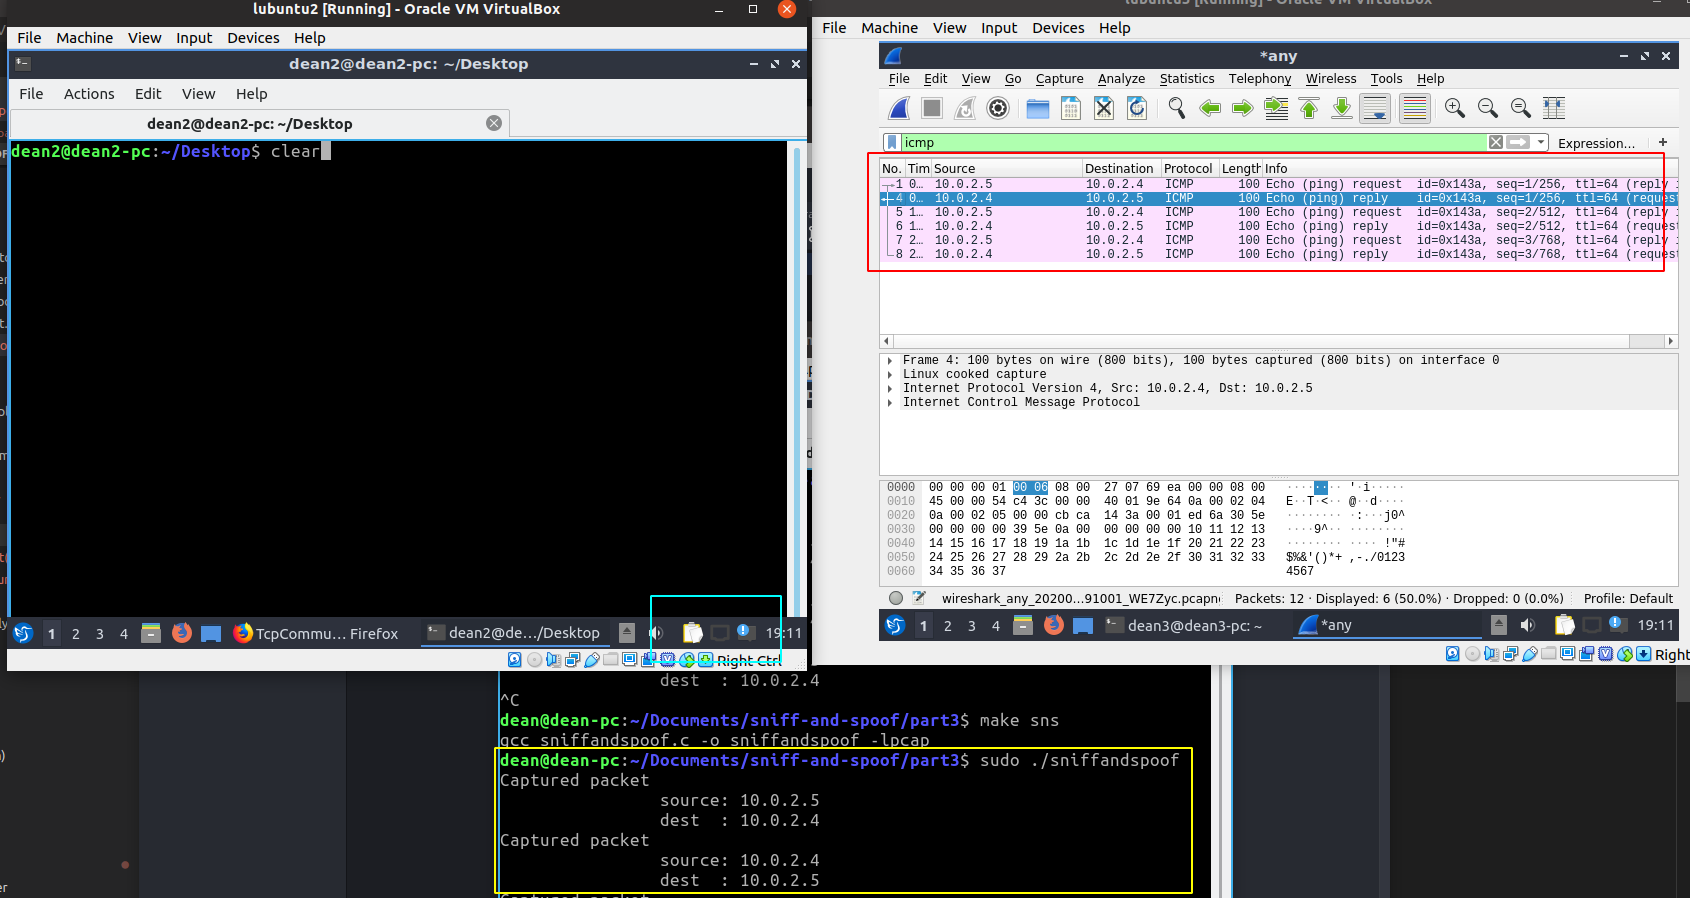 lubuntu2 [Running] - Oracle VM VirtualBox
File Machine View Input Devices Help
dean2@dean2-pc: ~/Desktop
File Actions Edit View Help
dean2@dean2-pc: ~/Desktop
dean2@dean2-pc:~/Desktop$ clear
1 2 3 4 TcpCommu... Firefox dean2@de.../Desktop 19:11
Right Ctrl
[Running] - Oracle VM VirtualBox
File Machine View Input Devices Help
*any
File Edit View Go Capture Analyze Statistics Telephony Wireless Tools Help
icmp Expression... +
No. Tim Source Destination Protocol Length Info
1 0... 10.0.2.5 10.0.2.4 ICMP 100 Echo (ping) request id=0x143a, seq=1/256, ttl=64 (reply i
4 0... 10.0.2.4 10.0.2.5 ICMP 100 Echo (ping) reply id=0x143a, seq=1/256, ttl=64 (request
5 1... 10.0.2.5 10.0.2.4 ICMP 100 Echo (ping) request id=0x143a, seq=2/512, ttl=64 (reply i
6 1... 10.0.2.4 10.0.2.5 ICMP 100 Echo (ping) reply id=0x143a, seq=2/512, ttl=64 (request
7 2... 10.0.2.5 10.0.2.4 ICMP 100 Echo (ping) request id=0x143a, seq=3/768, ttl=64 (reply i
8 2... 10.0.2.4 10.0.2.5 ICMP 100 Echo (ping) reply id=0x143a, seq=3/768, ttl=64 (request
Frame 4: 100 bytes on wire (800 bits), 100 bytes captured (800 bits) on interface 0
Linux cooked capture
Internet Protocol Version 4, Src: 10.0.2.4, Dst: 10.0.2.5
Internet Control Message Protocol
0000 00 00 00 01 00 06 08 00 27 07 69 ea 00 00 08 00 ········ '·i·····
0010 45 00 00 54 c4 3c 00 00 40 01 9e 64 0a 00 02 04 E··T·<·· @··d····
0020 0a 00 02 05 00 00 cb ca 14 3a 00 01 ed 6a 30 5e ········ ·:···j0^
0030 00 00 00 00 39 5e 0a 00 00 00 00 00 10 11 12 13 ····9^·· ········
0040 14 15 16 17 18 19 1a 1b 1c 1d 1e 1f 20 21 22 23 ········ ···· !"#
0050 24 25 26 27 28 29 2a 2b 2c 2d 2e 2f 30 31 32 33 $%&'()*+ ,-./0123
0060 34 35 36 37 4567
wireshark_any_20200...91001_WE7Zyc.pcapng Packets: 12 · Displayed: 6 (50.0%) · Dropped: 0 (0.0%) Profile: Default
1 2 3 4 dean3@dean3-pc: ~ *any 19:11
Right
dest : 10.0.2.4
^C
dean@dean-pc:~/Documents/sniff-and-spoof/part3$ make sns
gcc sniffandspoof.c -o sniffandspoof -lpcap
dean@dean-pc:~/Documents/sniff-and-spoof/part3$ sudo ./sniffandspoof
Captured packet
source: 10.0.2.5
dest : 10.0.2.4
Captured packet
source: 10.0.2.4
dest : 10.0.2.5
Captured packet